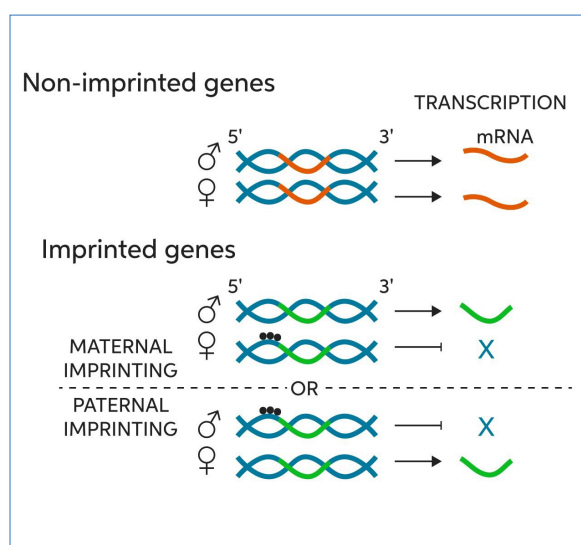 Non-imprinted genes
TRANSCRIPTION
5' 3' mRNA
♂
♀
Imprinted genes
5' 3'
♂
♀
MATERNAL
IMPRINTING
X
OR
PATERNAL
IMPRINTING
♂
X
♀